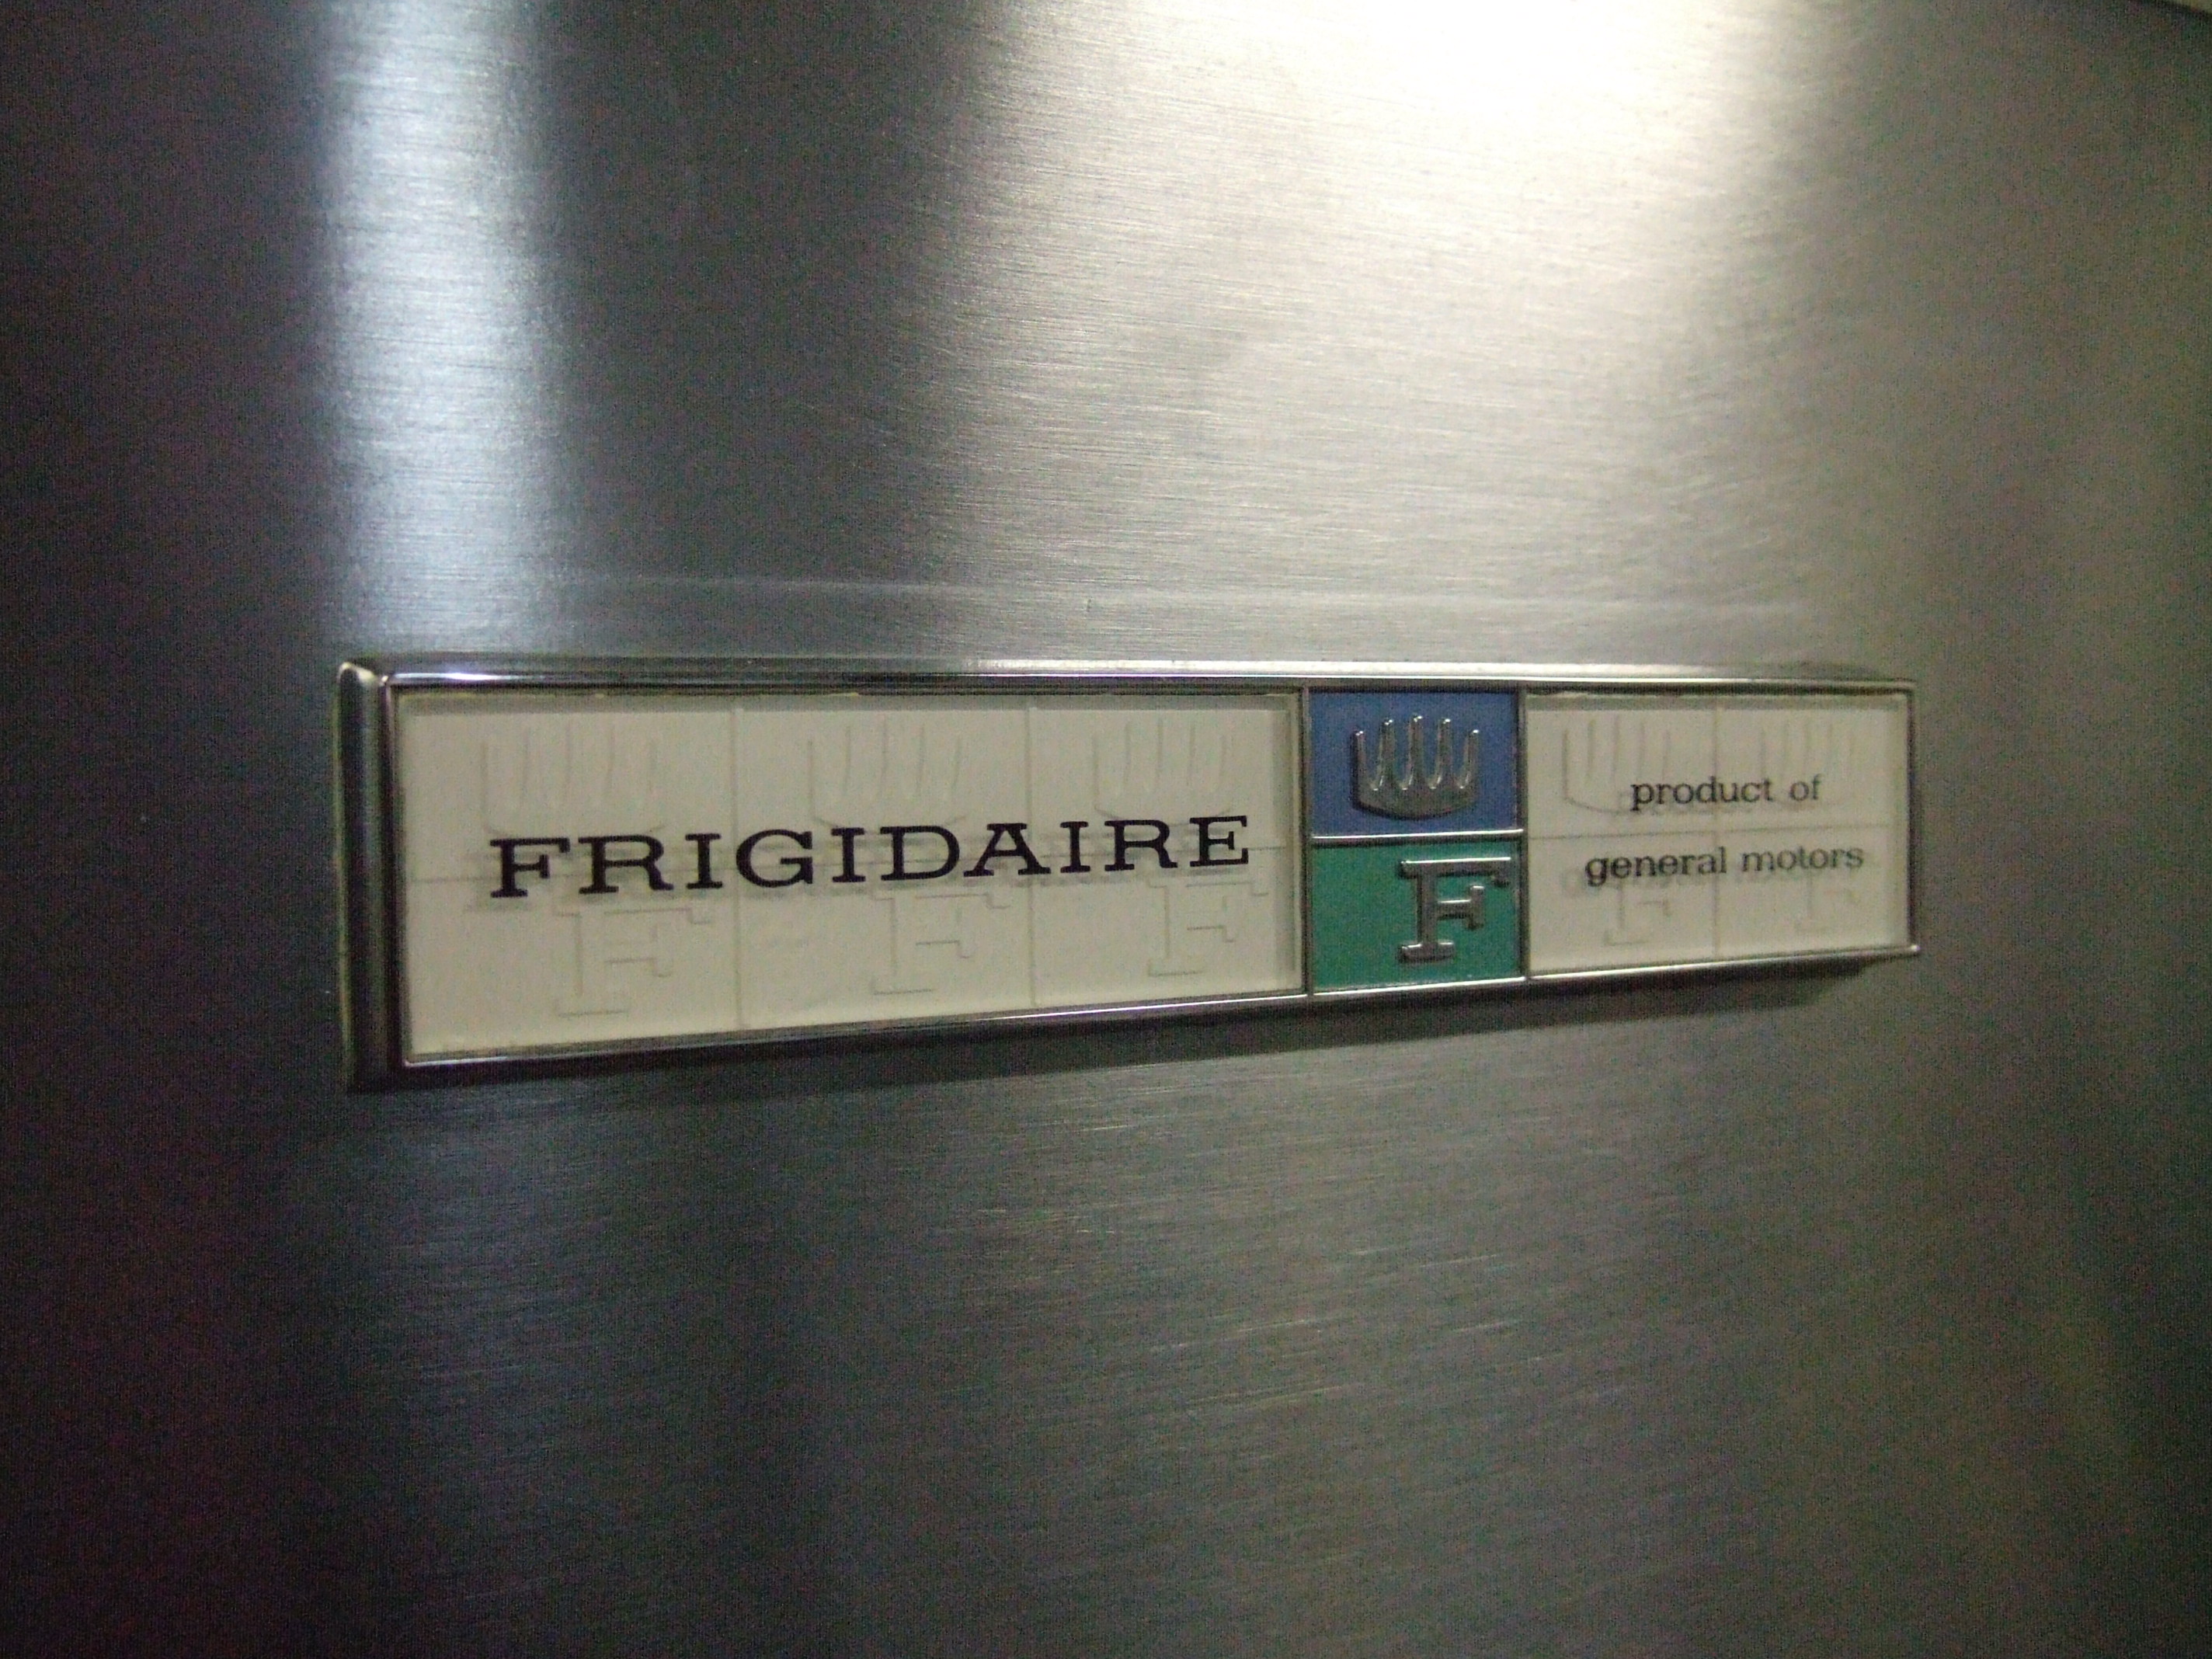 FRIGIDAIRE
F
product of
general motors